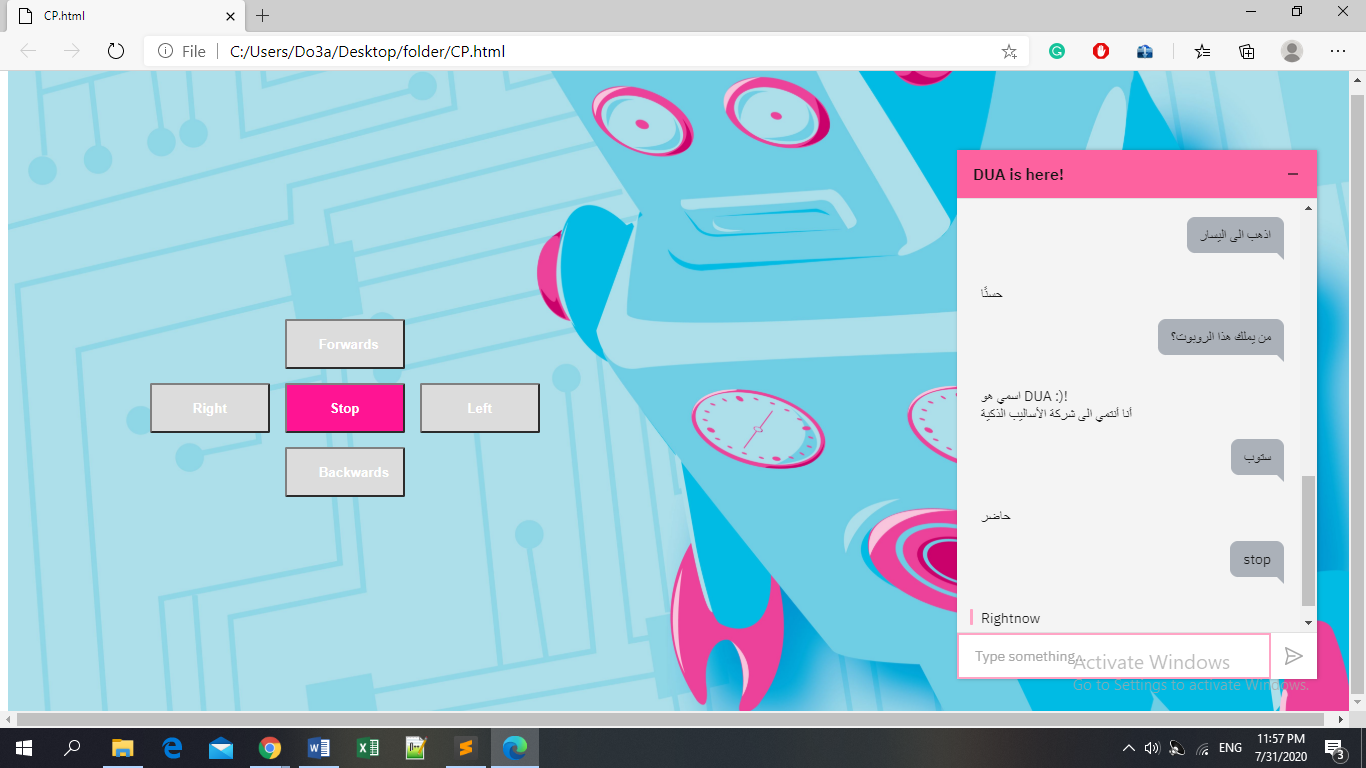 CP.html
File
C:/Users/Do3a/Desktop/folder/CP.html
DUA is here!
اذهب الى اليسار
حسنًا
من يملك هذا الروبوت؟
اسمي هو DUA :)!
أنا أنتمي الى شركة الأساليب الذكية
ستوب
حاضر
stop
Rightnow
Type something...
Forwards
Right
Stop
Left
Backwards
Activate Windows
Go to Settings to activate Windows.
ENG
11:57 PM
7/31/2020
3